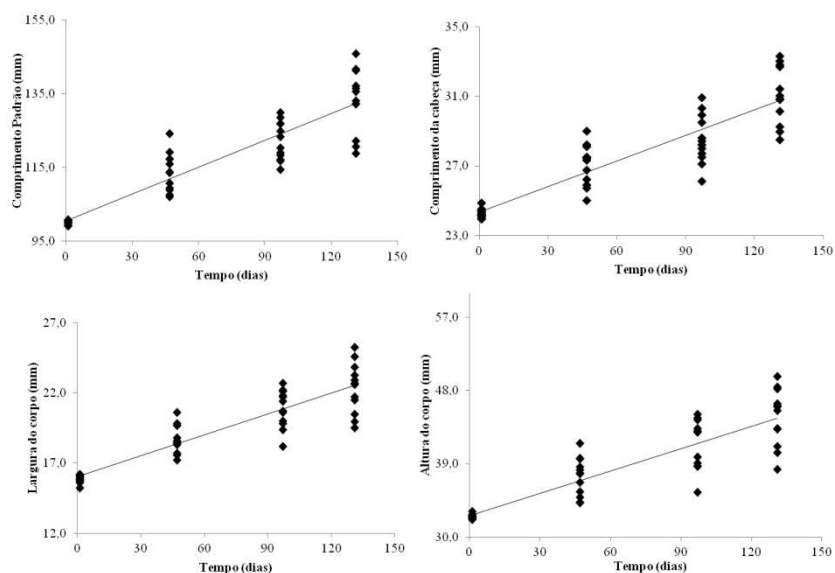 155,0
135,0
115,0
95,0
Comprimento Padrão (mm)
0 30 60 90 120 150
Tempo (dias)
35,0
31,0
27,0
23,0
Comprimento da cabeça (mm)
0 30 60 90 120 150
Tempo (dias)
27,0
22,0
17,0
12,0
Largura do corpo (mm)
0 30 60 90 120 150
Tempo (dias)
57,0
48,0
39,0
30,0
Altura do corpo (mm)
0 30 60 90 120 150
Tempo (dias)